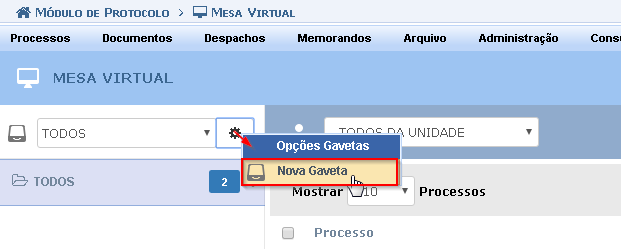 Módulo de Protocolo > Mesa Virtual
Processos Documentos Despachos Memorandos Arquivo Administração Cons
MESA VIRTUAL
TODOS TODOS DA UNIDADE
Opções Gavetas
Nova Gaveta
TODOS 2
Mostrar 10 Processos
Processo